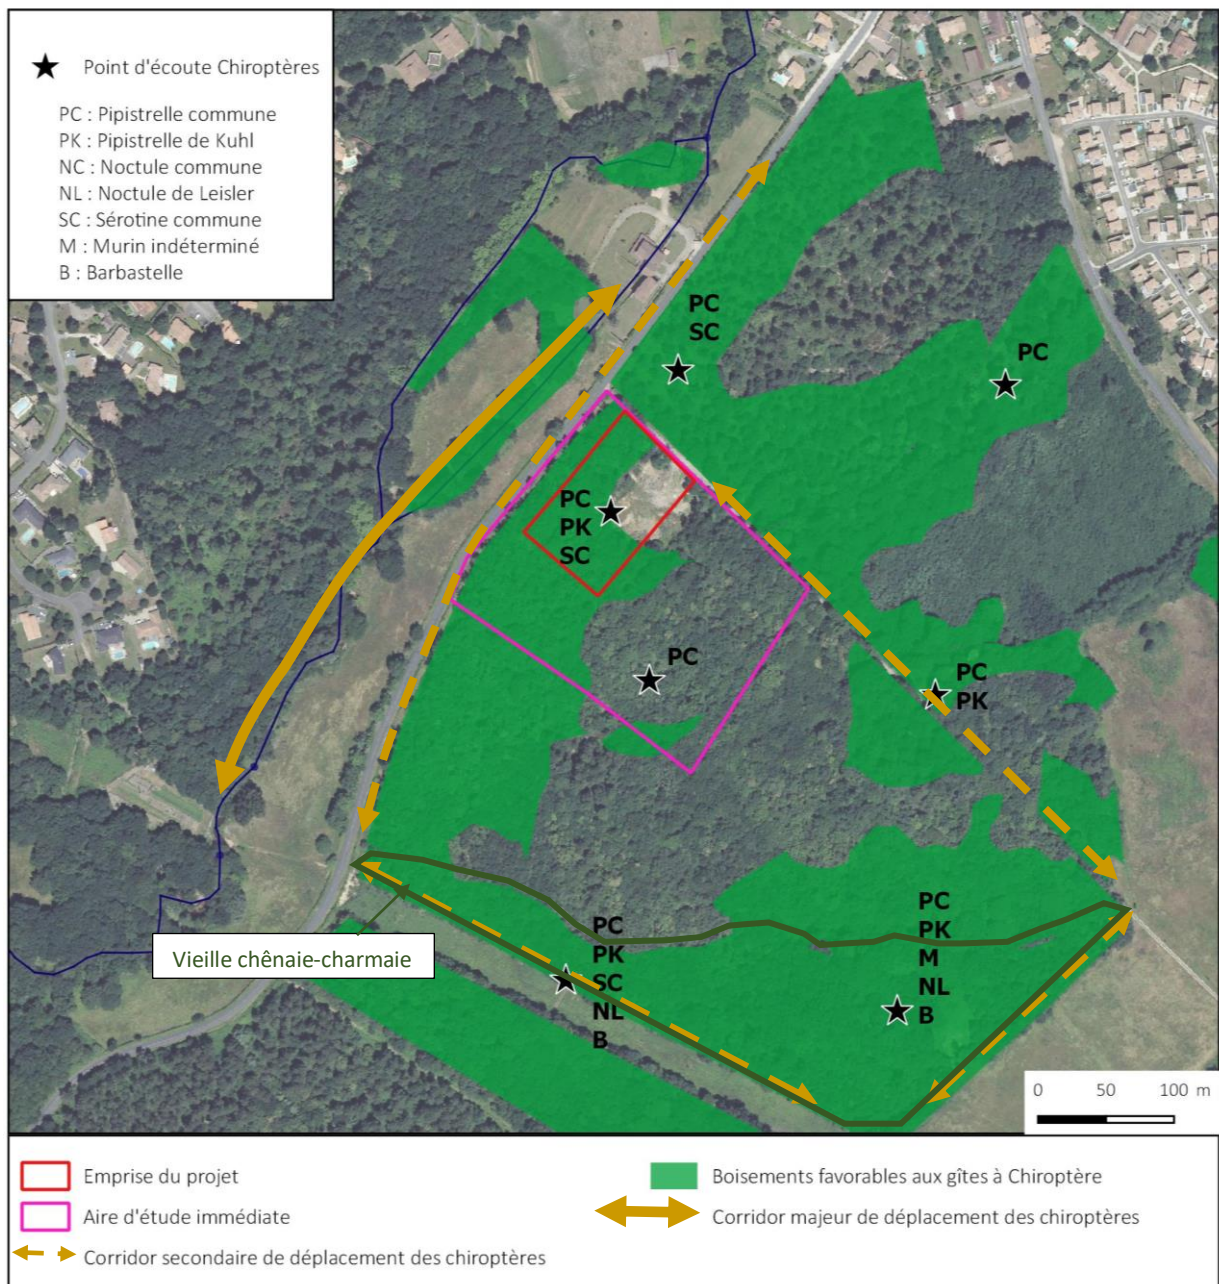 Point d'écoute Chiroptères
PC : Pipistrelle commune
PK : Pipistrelle de Kuhl
NC : Noctule commune
NL : Noctule de Leisler
SC : Sérotine commune
M : Murin indéterminé
B : Barbastelle
PC
SC
PC
PC
PK
SC
PC
PC
PK
PC
PK
M
NL
B
PC
PK
SC
NL
B
Vieille chênaie-charmaie
0 50 100 m
Emprise du projet
Aire d'étude immédiate
Corridor secondaire de déplacement des chiroptères
Boisements favorables aux gîtes à Chiroptère
Corridor majeur de déplacement des chiroptères